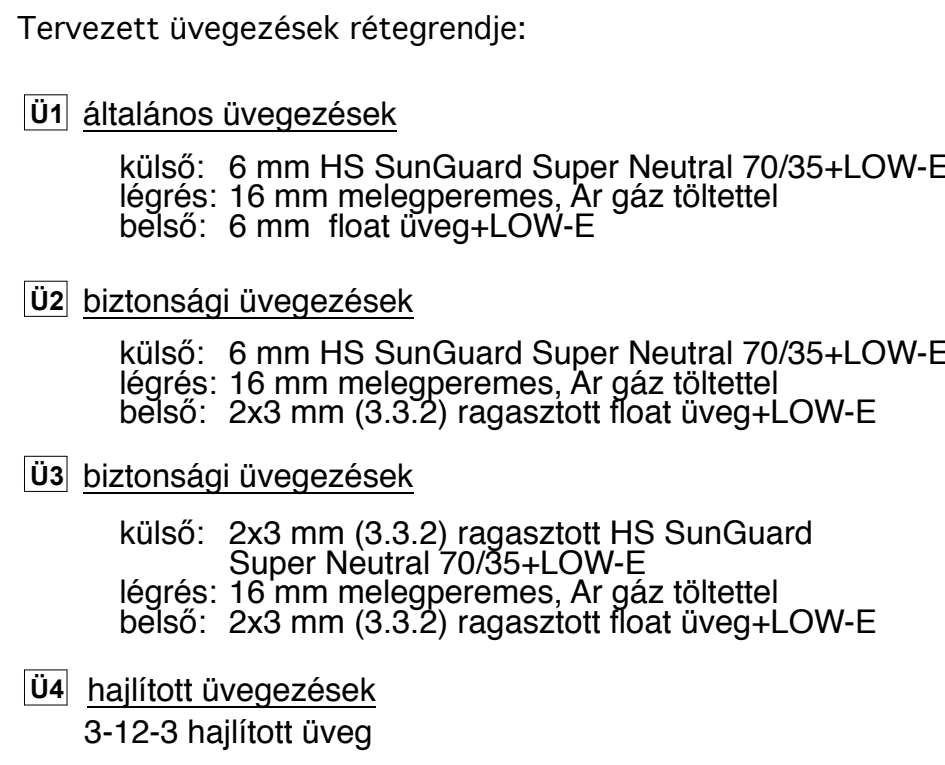 Tervezett üvegezések rétegrendje:
Ü1 általános üvegezések
külső: 6 mm HS SunGuard Super Neutral 70/35+LOW-E
légrés: 16 mm melegperemes, Ar gáz töltettel
belső: 6 mm float üveg+LOW-E
Ü2 biztonsági üvegezések
külső: 6 mm HS SunGuard Super Neutral 70/35+LOW-E
légrés: 16 mm melegperemes, Ar gáz töltettel
belső: 2x3 mm (3.3.2) ragasztott float üveg+LOW-E
Ü3 biztonsági üvegezések
külső: 2x3 mm (3.3.2) ragasztott HS SunGuard
Super Neutral 70/35+LOW-E
légrés: 16 mm melegperemes, Ar gáz töltettel
belső: 2x3 mm (3.3.2) ragasztott float üveg+LOW-E
Ü4 hajlított üvegezések
3-12-3 hajlított üveg